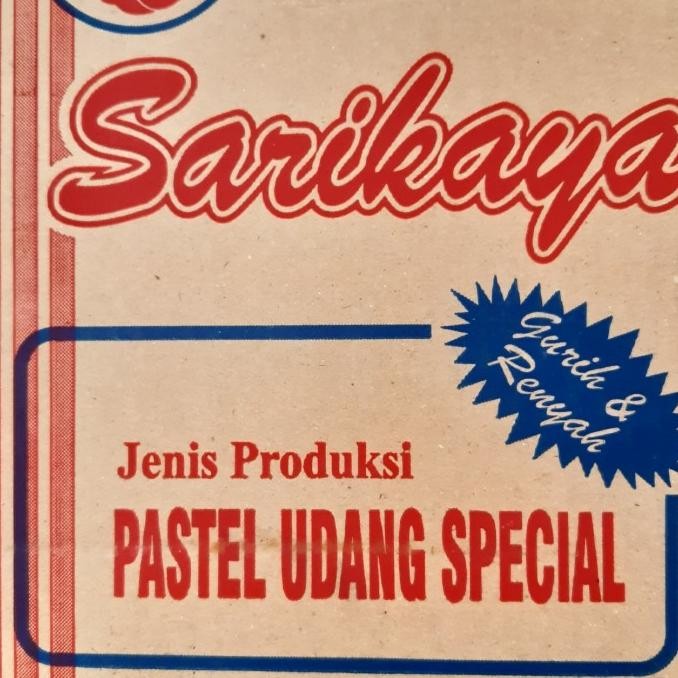 Sarikaya
Gurih &
Renyah
Jenis Produksi
PASTEL UDANG SPECIAL